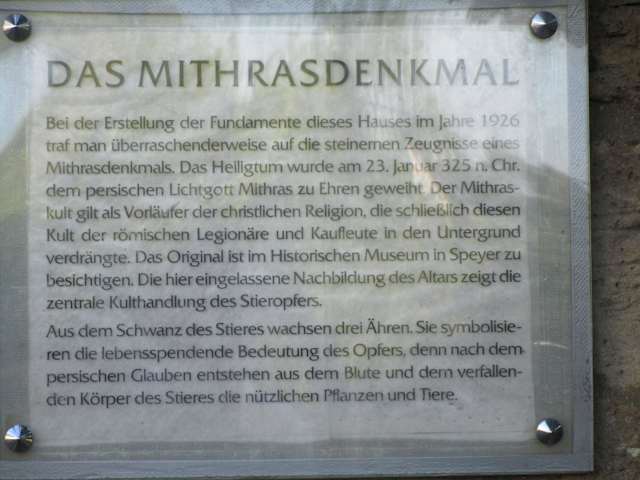 DAS MITHRASDENKMAL
Bei der Erstellung der Fundamente dieses Hauses im Jahre 1926
traf man überraschenderweise auf die steinernen Zeugnisse eines
Mithrasdenkmals. Das Heiligtum wurde am 23. Januar 325 n. Chr.
dem persischen Lichtgott Mithras zu Ehren geweiht. Der Mithras-
kult gilt als Vorläufer der christlichen Religion, die schließlich diesen
Kult der römischen Legionäre und Kaufleute in den Untergrund
verdrängte. Das Original ist im Historischen Museum in Speyer zu
besichtigen. Die hier eingelassene Nachbildung des Altars zeigt die
zentrale Kulthandlung des Stieropfers.
Aus dem Schwanz des Stieres wachsen drei Ähren. Sie symbolisie-
ren die lebensspendende Bedeutung des Opfers, denn nach dem
persischen Glauben entstehen aus dem Blute und dem verfallen-
den Körper des Stieres die nützlichen Pflanzen und Tiere.